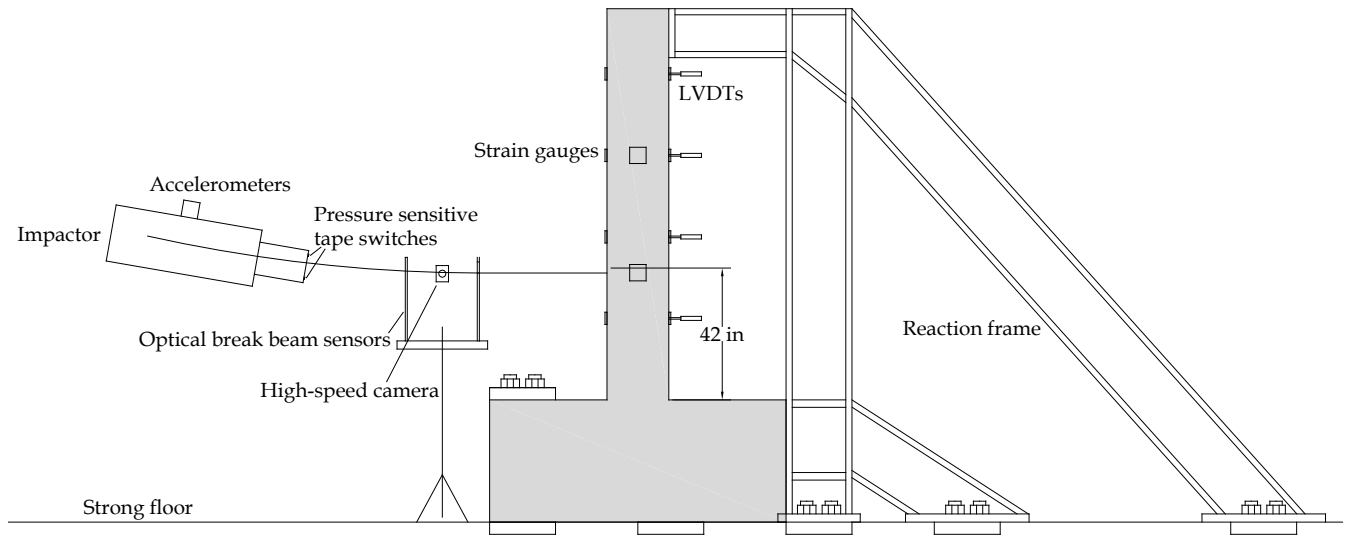 LVDTs
Strain gauges
Accelerometers
Pressure sensitive
tape switches
Impactor
42 in
Reaction frame
Optical break beam sensors
High-speed camera
Strong floor